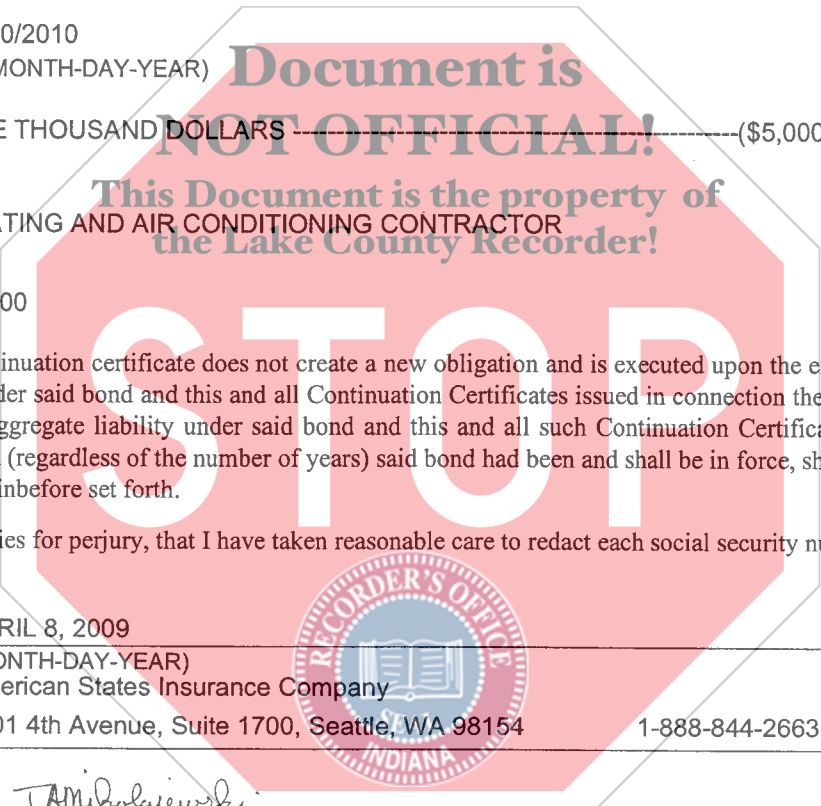 0/2010
MONTH-DAY-YEAR)
Document is
E THOUSAND DOLLARS ---------------------------------------------($5,000
NOT OFFICIAL!
This Document is the property of
ATING AND AIR CONDITIONING CONTRACTOR
the Lake County Recorder!
00
STOP
inuation certificate does not create a new obligation and is executed upon the e
der said bond and this and all Continuation Certificates issued in connection the
ggregate liability under said bond and this and all such Continuation Certifica
(regardless of the number of years) said bond had been and shall be in force, sh
inbefore set forth.
ies for perjury, that I have taken reasonable care to redact each social security nu
RECORDER'S OFFICE
SEAL
INDIANA
RIL 8, 2009
ONTH-DAY-YEAR)
erican States Insurance Company
01 4th Avenue, Suite 1700, Seattle, WA 98154 1-888-844-2663